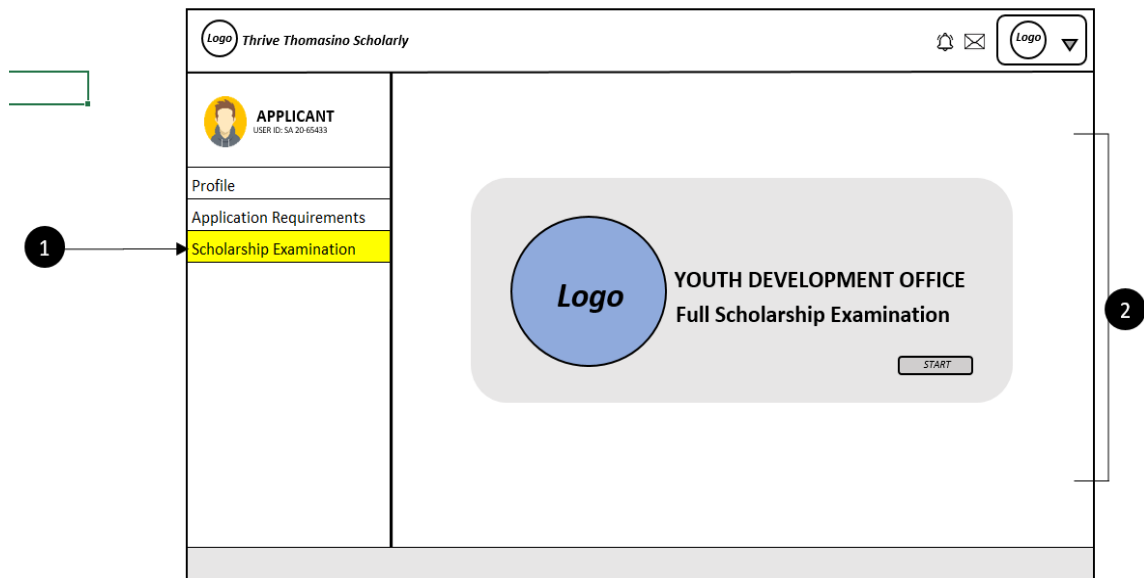 Logo Thrive Thomasino Scholarly
Logo
APPLICANT
USER ID: SA 20-65433
Profile
Application Requirements
1
Scholarship Examination
Logo
YOUTH DEVELOPMENT OFFICE
Full Scholarship Examination
START
2